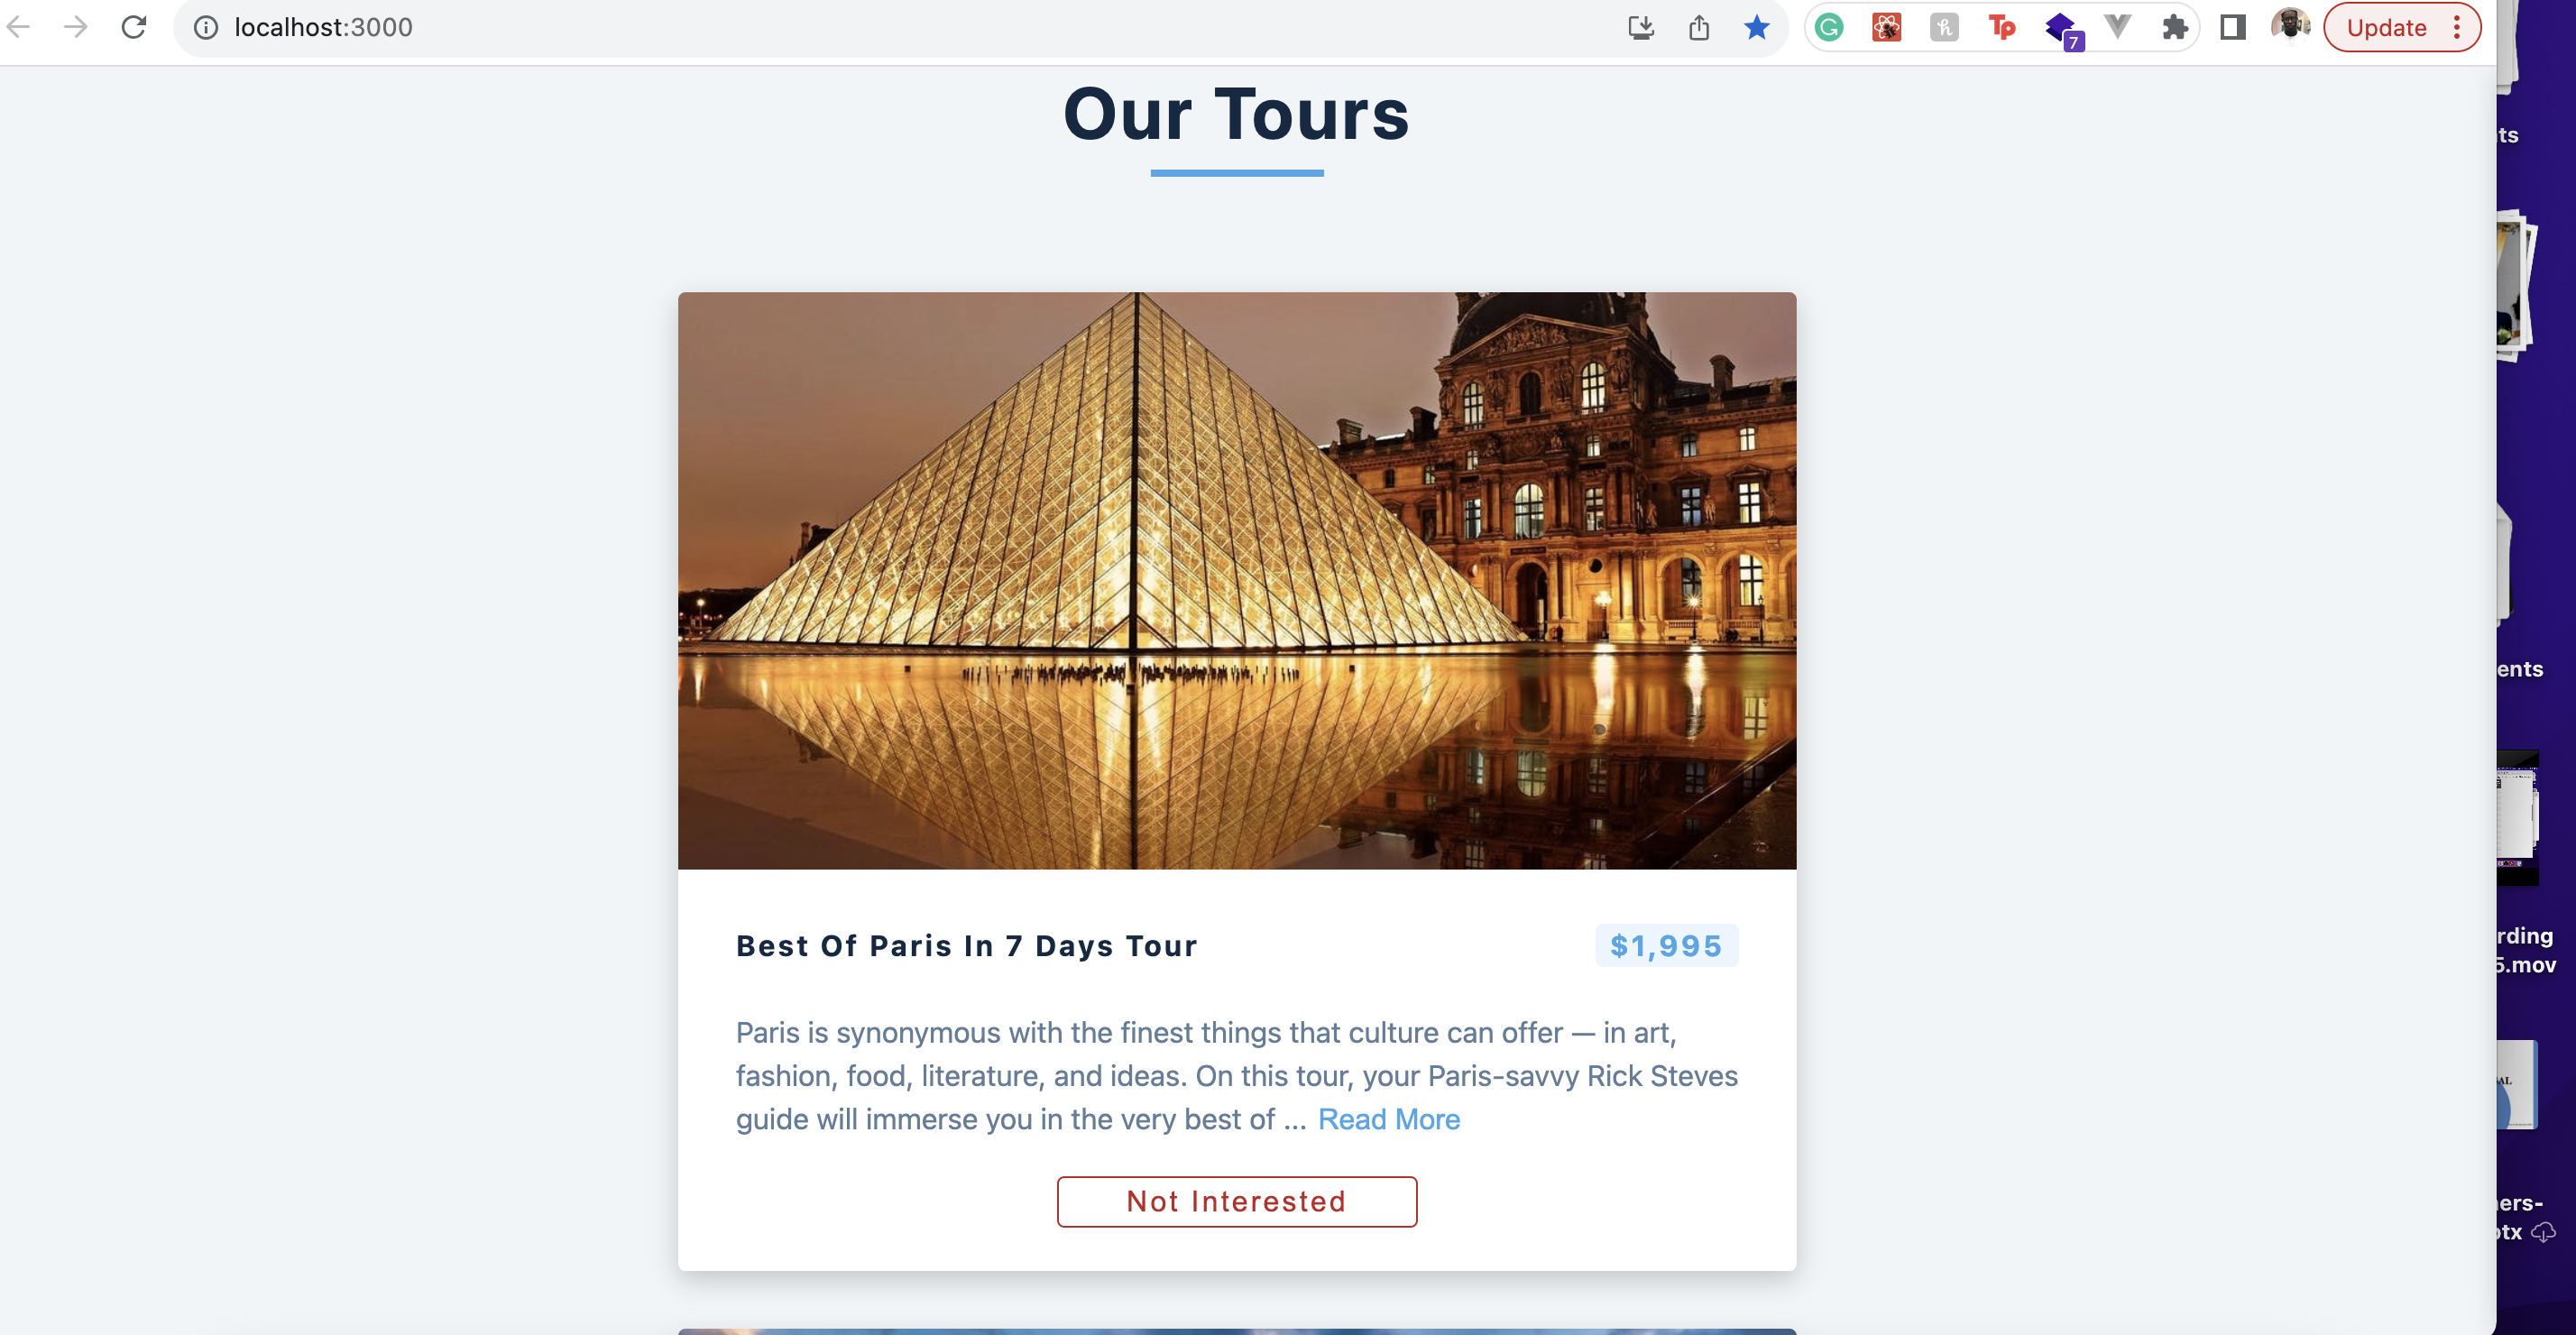 localhost:3000
7
Update
Our Tours
Best Of Paris In 7 Days Tour
$1,995
Paris is synonymous with the finest things that culture can offer — in art,
fashion, food, literature, and ideas. On this tour, your Paris-savvy Rick Steves
guide will immerse you in the very best of ... Read More
Not Interested
ts
ents
rding
5.mov
AL
ers-
otx